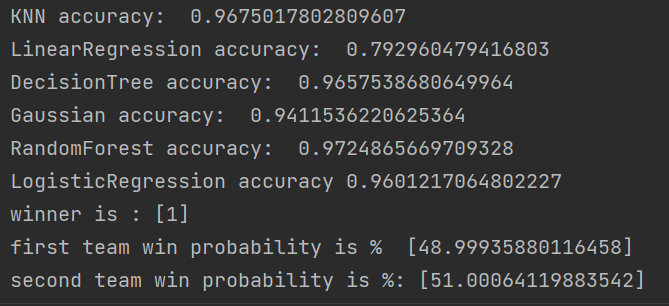 KNN accuracy:  0.9675017802809607
LinearRegression accuracy:  0.792960479416803
DecisionTree accuracy:  0.9657538680649964
Gaussian accuracy:  0.9411536220625364
RandomForest accuracy:  0.9724865669709328
LogisticRegression accuracy 0.9601217064802227
winner is : [1]
first team win probability is %  [48.99935880116458]
second team win probability is %: [51.00064119883542]